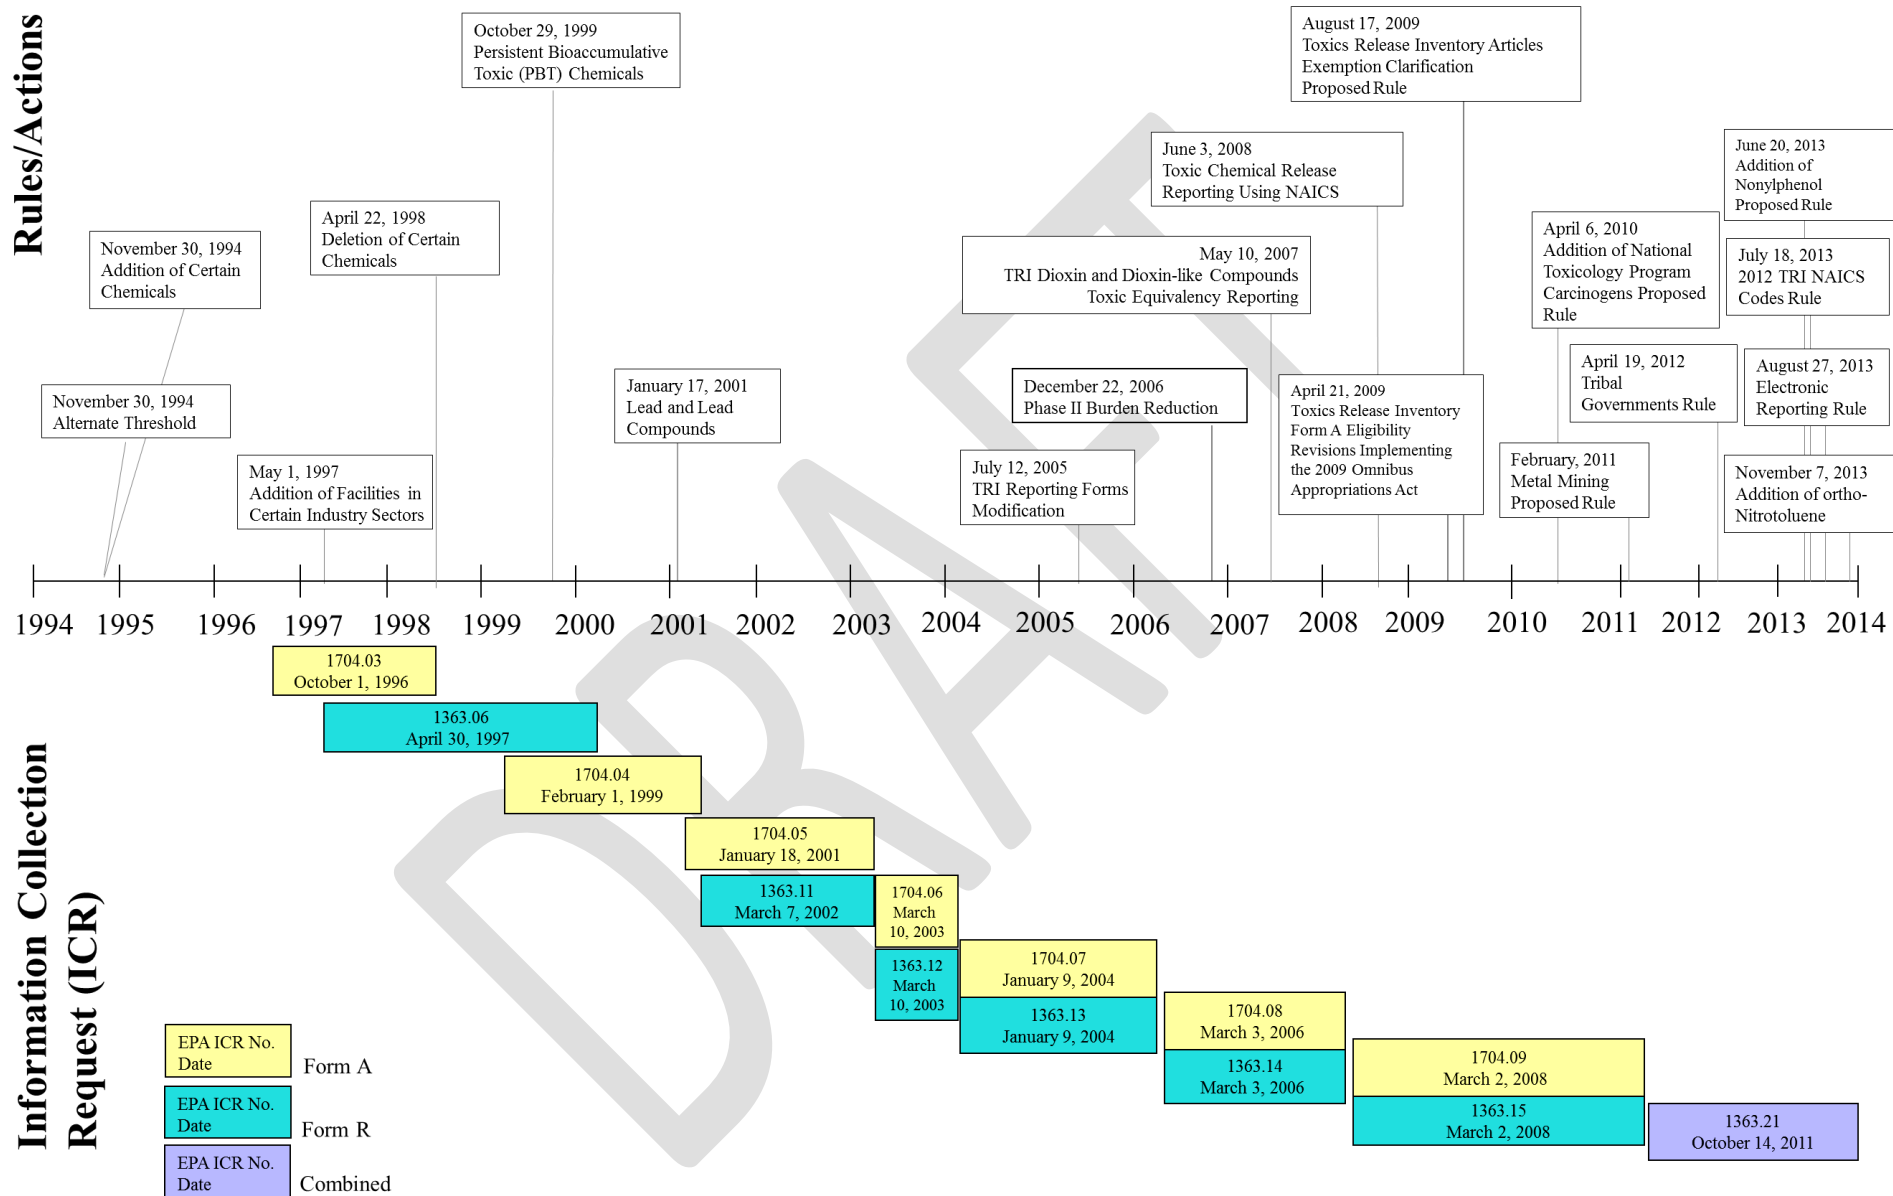 Rules/Actions
October 29, 1999
Persistent Bioaccumulative
Toxic (PBT) Chemicals
August 17, 2009
Toxics Release Inventory Articles
Exemption Clarification
Proposed Rule
June 3, 2008
Toxic Chemical Release
Reporting Using NAICS
June 20, 2013
Addition of
Nonylphenol
Proposed Rule
April 22, 1998
Deletion of Certain
Chemicals
November 30, 1994
Addition of Certain
Chemicals
May 10, 2007
TRI Dioxin and Dioxin-like Compounds
Toxic Equivalency Reporting
April 6, 2010
Addition of National
Toxicology Program
Carcinogens Proposed
Rule
July 18, 2013
2012 TRI NAICS
Codes Rule
November 30, 1994
Alternate Threshold
January 17, 2001
Lead and Lead
Compounds
December 22, 2006
Phase II Burden Reduction
April 21, 2009
Toxics Release Inventory
Form A Eligibility
Revisions Implementing
the 2009 Omnibus
Appropriations Act
April 19, 2012
Tribal
Governments Rule
August 27, 2013
Electronic
Reporting Rule
May 1, 1997
Addition of Facilities in
Certain Industry Sectors
July 12, 2005
TRI Reporting Forms
Modification
February, 2011
Metal Mining
Proposed Rule
November 7, 2013
Addition of ortho-
Nitrotoluene
1994 1995 1996 1997 1998 1999 2000 2001 2002 2003 2004 2005 2006 2007 2008 2009 2010 2011 2012 2013 2014
DRAFT
Information Collection
Request (ICR)
1704.03
October 1, 1996
1363.06
April 30, 1997
1704.04
February 1, 1999
1704.05
January 18, 2001
1363.11
March 7, 2002
1704.06
March
10, 2003
1363.12
March
10, 2003
1704.07
January 9, 2004
1363.13
January 9, 2004
1704.08
March 3, 2006
1363.14
March 3, 2006
1704.09
March 2, 2008
1363.15
March 2, 2008
1363.21
October 14, 2011
EPA ICR No.
Date
Form A
EPA ICR No.
Date
Form R
EPA ICR No.
Date
Combined